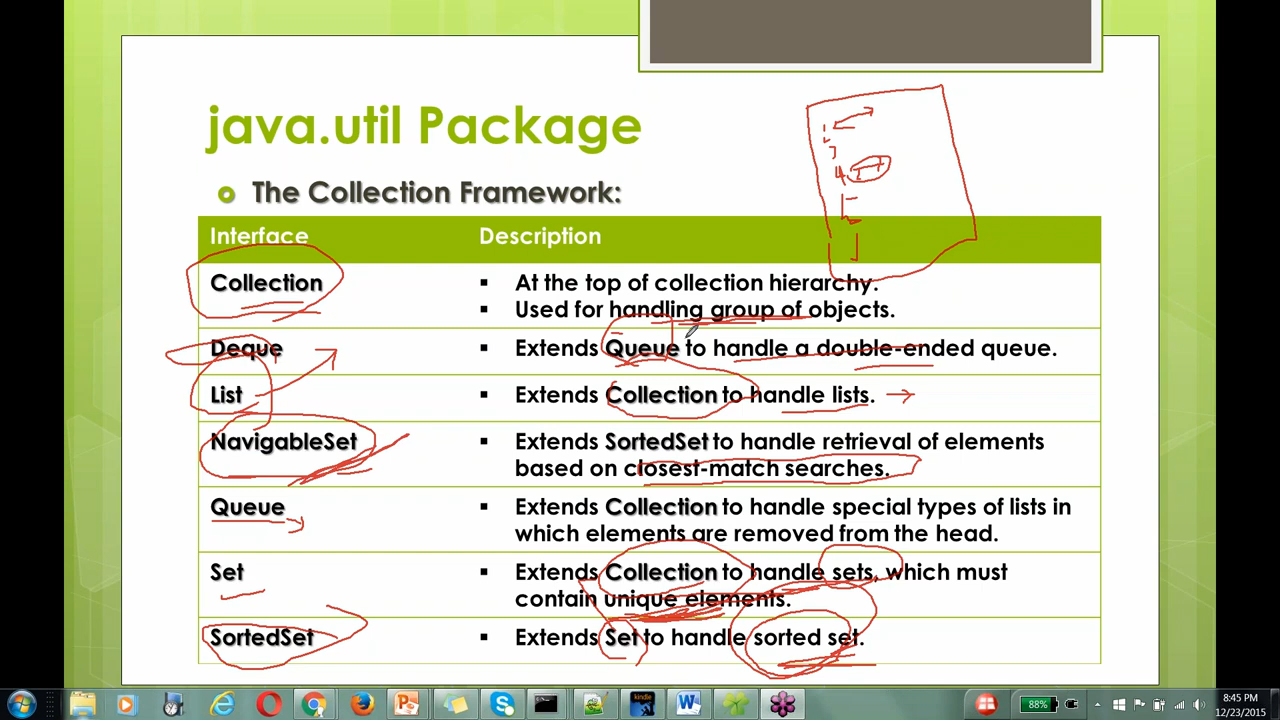 java.util Package
The Collection Framework:
Interface Description
Collection ▪ At the top of collection hierarchy.
▪ Used for handling group of objects.
Deque ▪ Extends Queue to handle a double-ended queue.
List ▪ Extends Collection to handle lists.
NavigableSet ▪ Extends SortedSet to handle retrieval of elements
based on closest-match searches.
Queue ▪ Extends Collection to handle special types of lists in
which elements are removed from the head.
Set ▪ Extends Collection to handle sets, which must
contain unique elements.
SortedSet ▪ Extends Set to handle sorted set.
kindle
88%
8:45 PM
12/23/2015